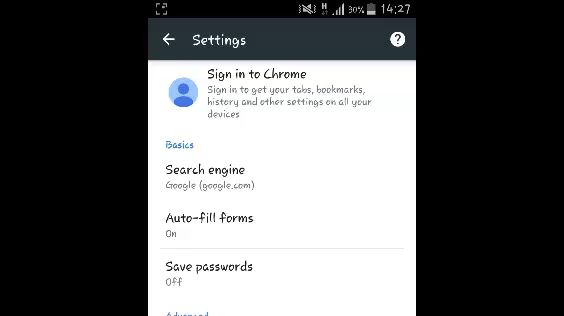 H 30% 14:27
Settings ?
Sign in to Chrome
Sign in to get your tabs, bookmarks,
history and other settings on all your
devices
Basics
Search engine
Google (google.com)
Auto-fill forms
On
Save passwords
Off
Advanced